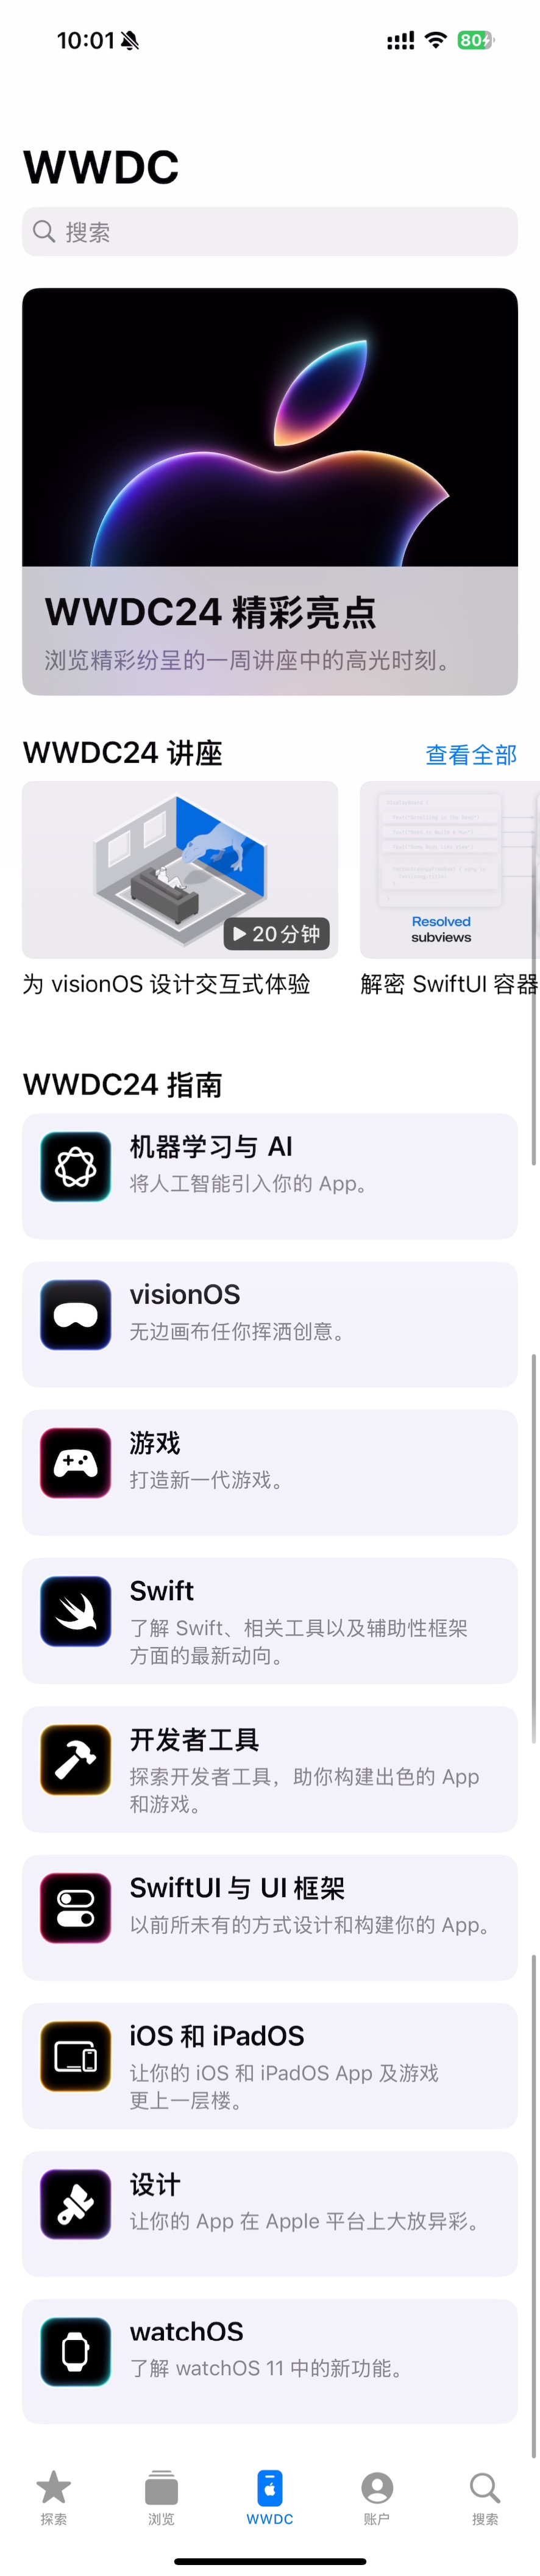 10:01
80
WWDC
搜索
WWDC24 精彩亮点
浏览精彩纷呈的一周讲座中的高光时刻。
WWDC24 讲座
查看全部
20分钟
Resolved
subviews
为 visionOS 设计交互式体验
解密 SwiftUI 容器
WWDC24 指南
机器学习与 AI
将人工智能引入你的 App。
visionOS
无边画布任你挥洒创意。
游戏
打造新一代游戏。
Swift
了解 Swift、相关工具以及辅助性框架
方面的最新动向。
开发者工具
探索开发者工具，助你构建出色的 App
和游戏。
SwiftUI 与 UI 框架
以前所未有的方式设计和构建你的 App。
iOS 和 iPadOS
让你的 iOS 和 iPadOS App 及游戏
更上一层楼。
设计
让你的 App 在 Apple 平台上大放异彩。
watchOS
了解 watchOS 11 中的新功能。
探索
浏览
WWDC
账户
搜索